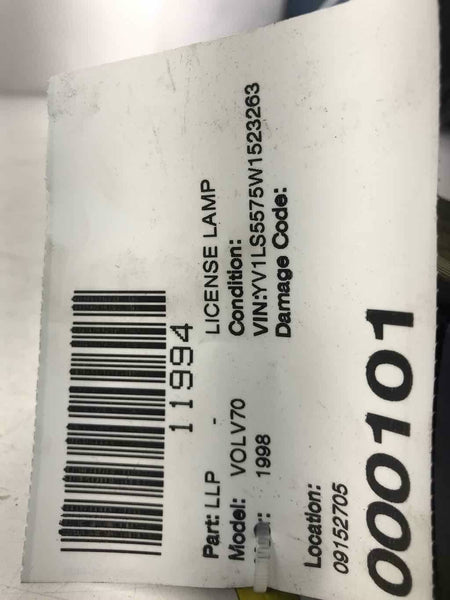 11994
Part: LLP - LICENSE LAMP
Model: VOLV70 Condition:
: 1998 VIN:YV1LS5575W1523263
Damage Code:
Location:
09152705
000101